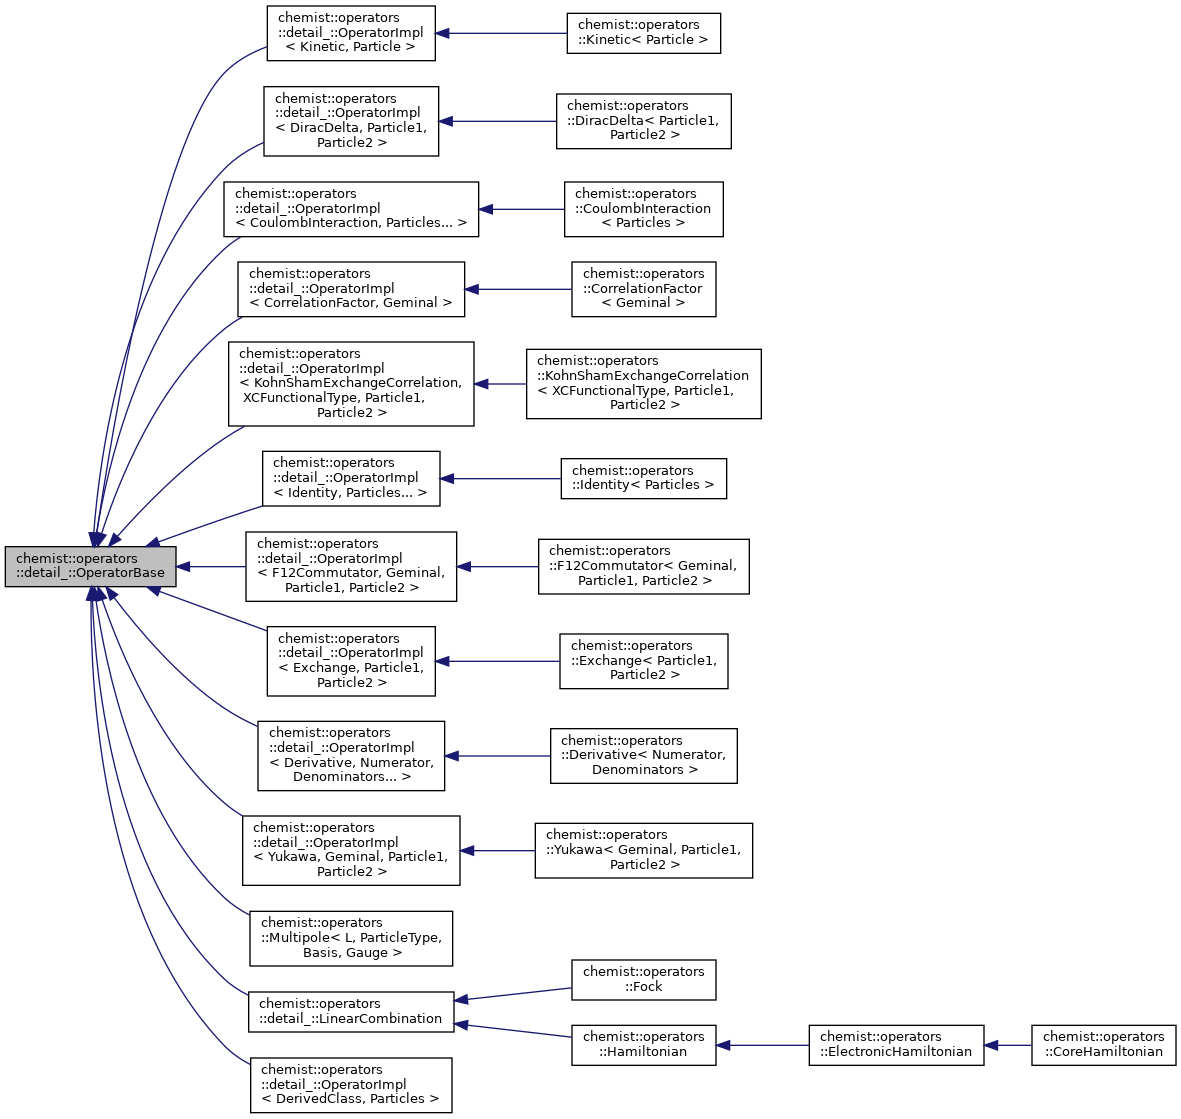 chemist::operators
::detail_::OperatorImpl
< Kinetic, Particle >
chemist::operators
::Kinetic< Particle >
chemist::operators
::detail_::OperatorImpl
< DiracDelta, Particle1,
Particle2 >
chemist::operators
::DiracDelta< Particle1,
Particle2 >
chemist::operators
::detail_::OperatorImpl
< CoulombInteraction, Particles... >
chemist::operators
::CoulombInteraction
< Particles >
chemist::operators
::detail_::OperatorImpl
< CorrelationFactor, Geminal >
chemist::operators
::CorrelationFactor
< Geminal >
chemist::operators
::detail_::OperatorImpl
< KohnShamExchangeCorrelation,
XCFunctionalType, Particle1,
Particle2 >
chemist::operators
::KohnShamExchangeCorrelation
< XCFunctionalType, Particle1,
Particle2 >
chemist::operators
::detail_::OperatorImpl
< Identity, Particles... >
chemist::operators
::Identity< Particles >
chemist::operators
::detail_::OperatorBase
chemist::operators
::detail_::OperatorImpl
< F12Commutator, Geminal,
Particle1, Particle2 >
chemist::operators
::F12Commutator< Geminal,
Particle1, Particle2 >
chemist::operators
::detail_::OperatorImpl
< Exchange, Particle1,
Particle2 >
chemist::operators
::Exchange< Particle1,
Particle2 >
chemist::operators
::detail_::OperatorImpl
< Derivative, Numerator,
Denominators... >
chemist::operators
::Derivative< Numerator,
Denominators >
chemist::operators
::detail_::OperatorImpl
< Yukawa, Geminal, Particle1,
Particle2 >
chemist::operators
::Yukawa< Geminal, Particle1,
Particle2 >
chemist::operators
::Multipole< L, ParticleType,
Basis, Gauge >
chemist::operators
::detail_::LinearCombination
chemist::operators
::Fock
chemist::operators
::Hamiltonian
chemist::operators
::ElectronicHamiltonian
chemist::operators
::CoreHamiltonian
chemist::operators
::detail_::OperatorImpl
< DerivedClass, Particles >